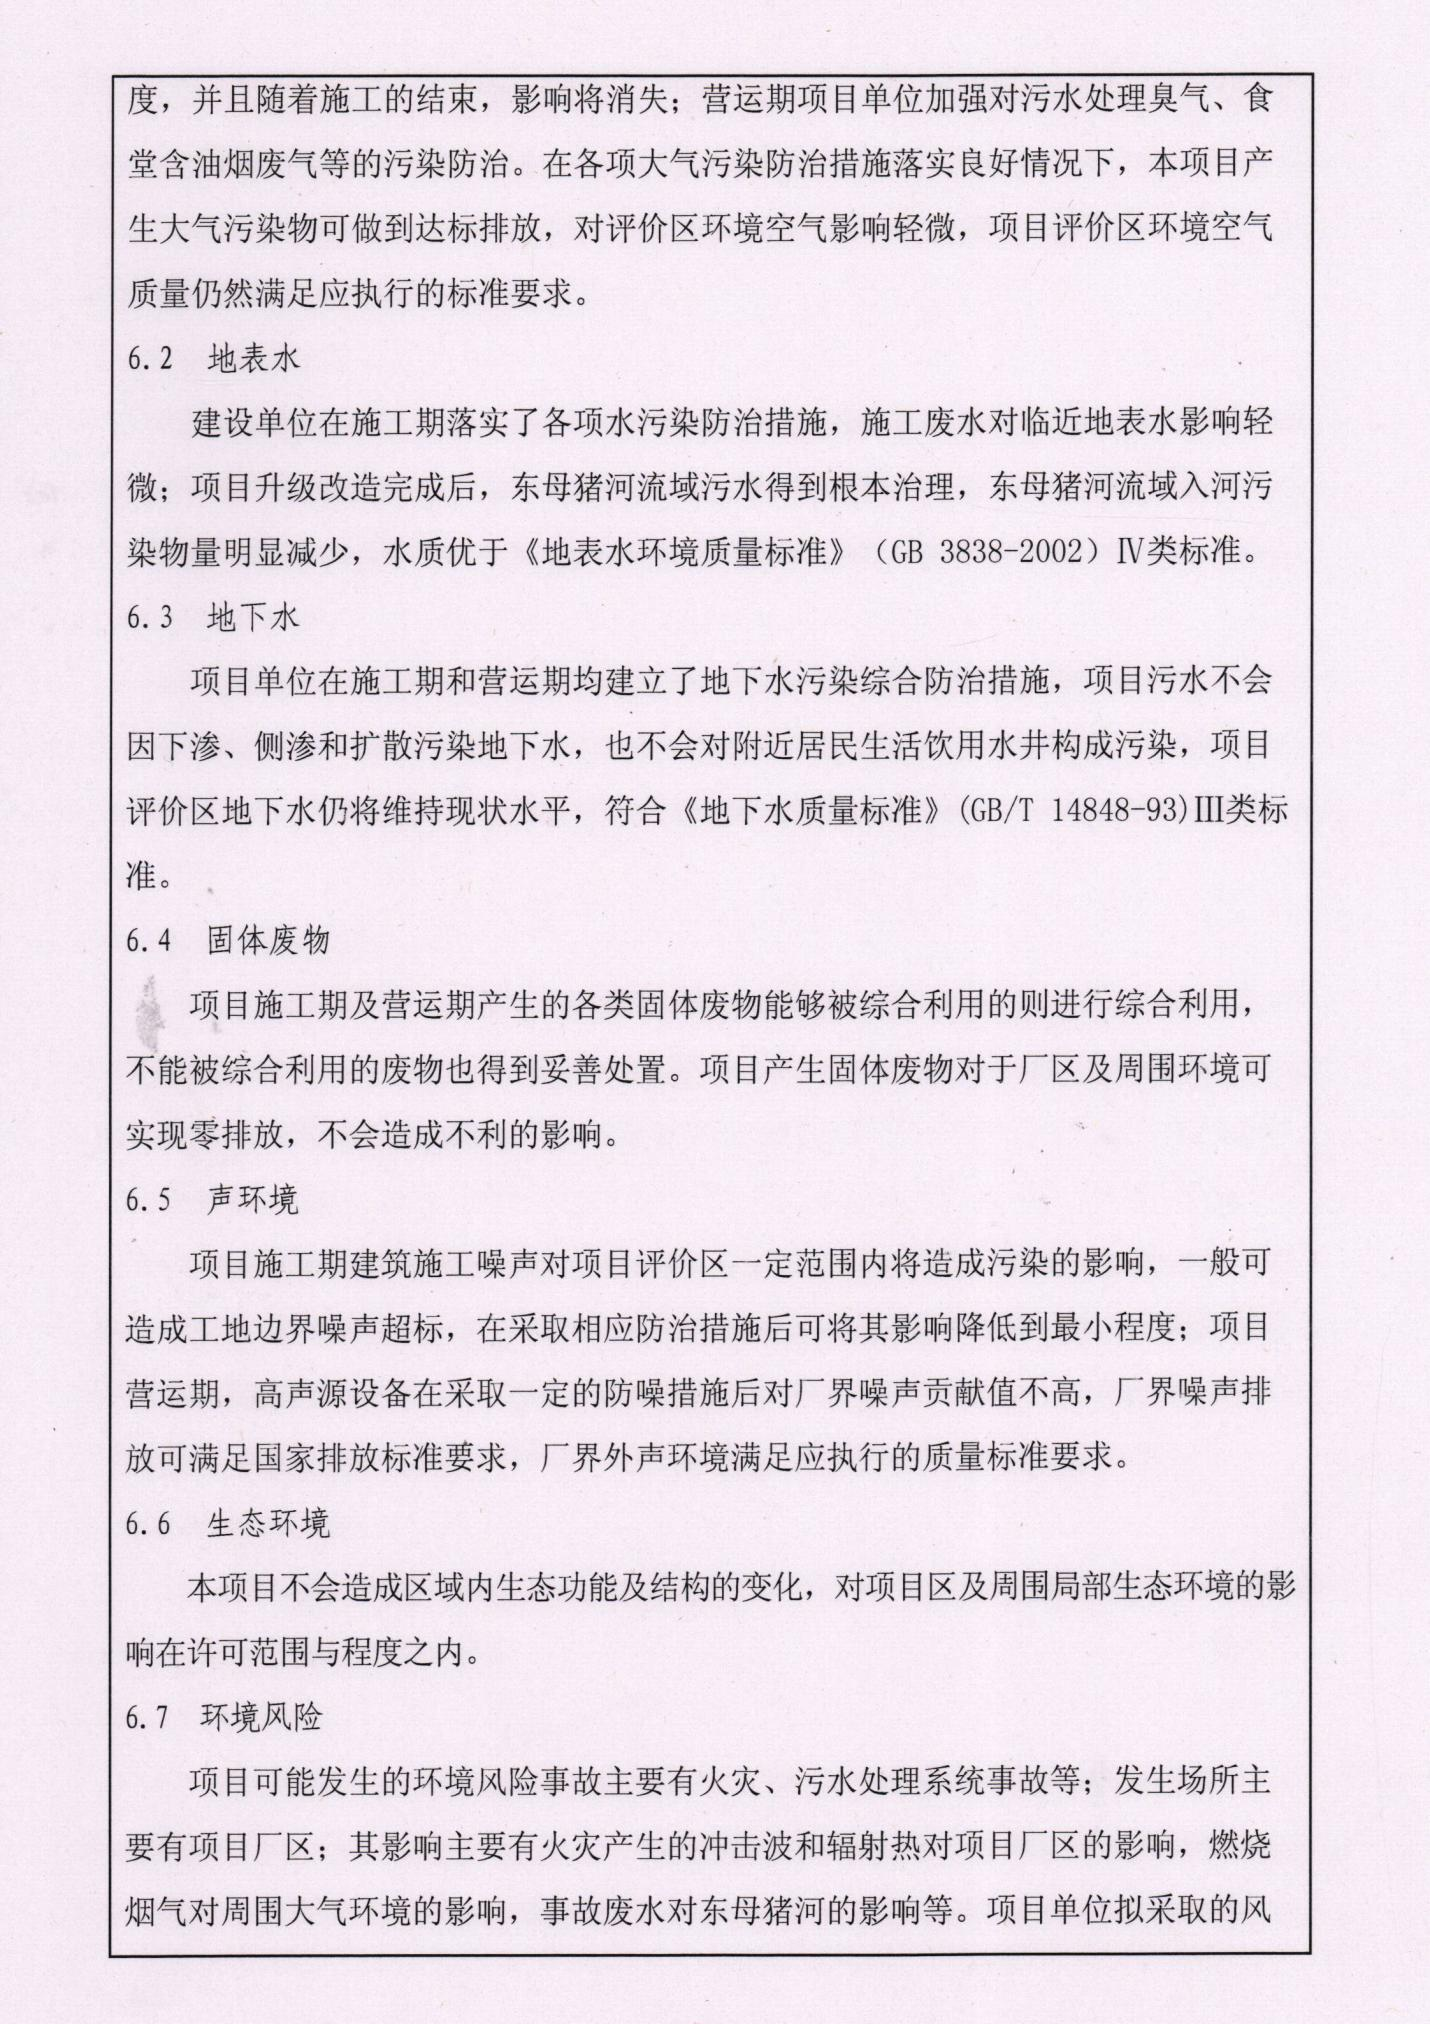 度，并且随着施工的结束，影响将消失；营运期项目单位加强对污水处理臭气、食
堂含油烟废气等的污染防治。在各项大气污染防治措施落实良好情况下，本项目产
生大气污染物可做到达标排放，对评价区环境空气影响轻微，项目评价区环境空气
质量仍然满足应执行的标准要求。
6.2 地表水
建设单位在施工期落实了各项水污染防治措施，施工废水对临近地表水影响轻
微；项目升级改造完成后，东母猪河流域污水得到根本治理，东母猪河流域入河污
染物量明显减少，水质优于《地表水环境质量标准》（GB 3838-2002）Ⅳ类标准。
6.3 地下水
项目单位在施工期和营运期均建立了地下水污染综合防治措施，项目污水不会
因下渗、侧渗和扩散污染地下水，也不会对附近居民生活饮用水井构成污染，项目
评价区地下水仍将维持现状水平，符合《地下水质量标准》(GB/T 14848-93)Ⅲ类标
准。
6.4 固体废物
项目施工期及营运期产生的各类固体废物能够被综合利用的则进行综合利用，
不能被综合利用的废物也得到妥善处置。项目产生固体废物对于厂区及周围环境可
实现零排放，不会造成不利的影响。
6.5 声环境
项目施工期建筑施工噪声对项目评价区一定范围内将造成污染的影响，一般可
造成工地边界噪声超标，在采取相应防治措施后可将其影响降低到最小程度；项目
营运期，高声源设备在采取一定的防噪措施后对厂界噪声贡献值不高，厂界噪声排
放可满足国家排放标准要求，厂界外声环境满足应执行的质量标准要求。
6.6 生态环境
本项目不会造成区域内生态功能及结构的变化，对项目区及周围局部生态环境的影
响在许可范围与程度之内。
6.7 环境风险
项目可能发生的环境风险事故主要有火灾、污水处理系统事故等；发生场所主
要有项目厂区；其影响主要有火灾产生的冲击波和辐射热对项目厂区的影响，燃烧
烟气对周围大气环境的影响，事故废水对东母猪河的影响等。项目单位拟采取的风